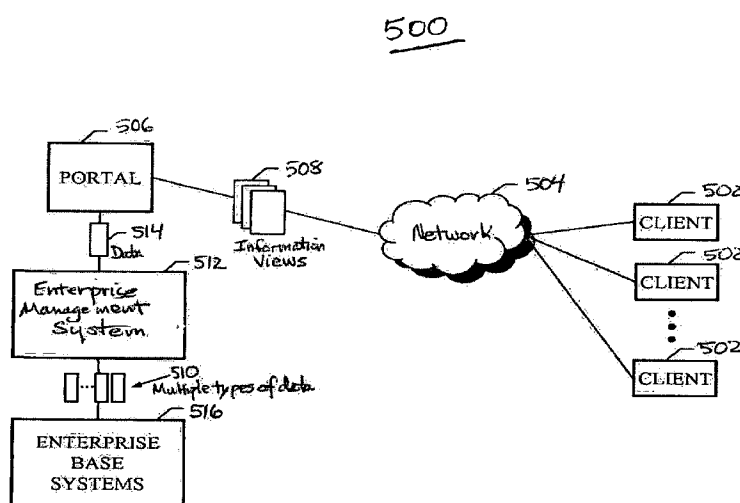 500
506
PORTAL
508
Information
Views
504
Network
502
CLIENT
502
CLIENT
502
CLIENT
514
Data
512
Enterprise
Management
System
510
Multiple types of data
516
ENTERPRISE
BASE
SYSTEMS